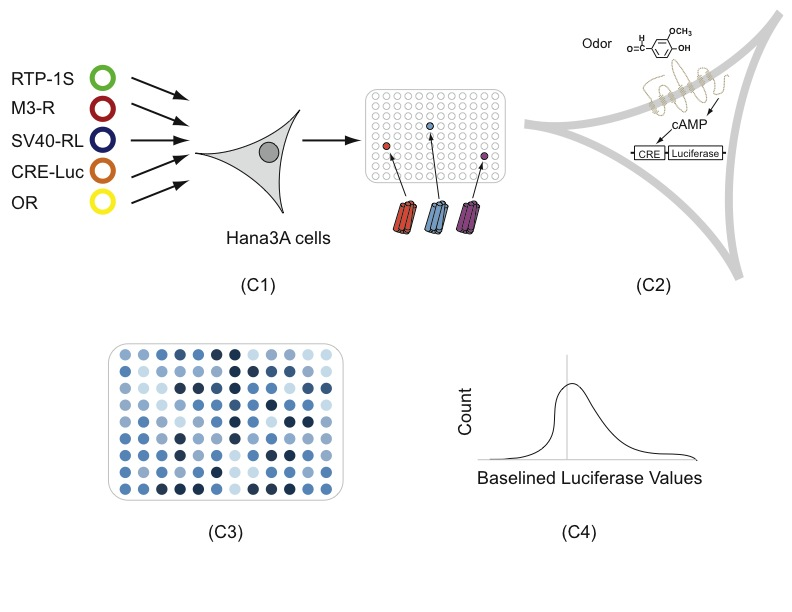 RTP-1S
M3-R
SV40-RL
CRE-Luc
OR
Hana3A cells
(C1)
Odor
H
O=C
OCH3
OH
cAMP
CRE
Luciferase
(C2)
(C3)
Count
Baselined Luciferase Values
(C4)